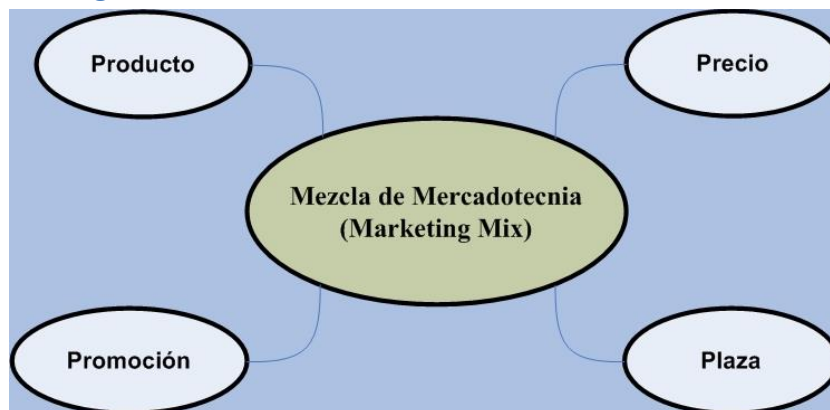 Producto
Precio
Mezcla de Mercadotecnia
(Marketing Mix)
Promoción
Plaza